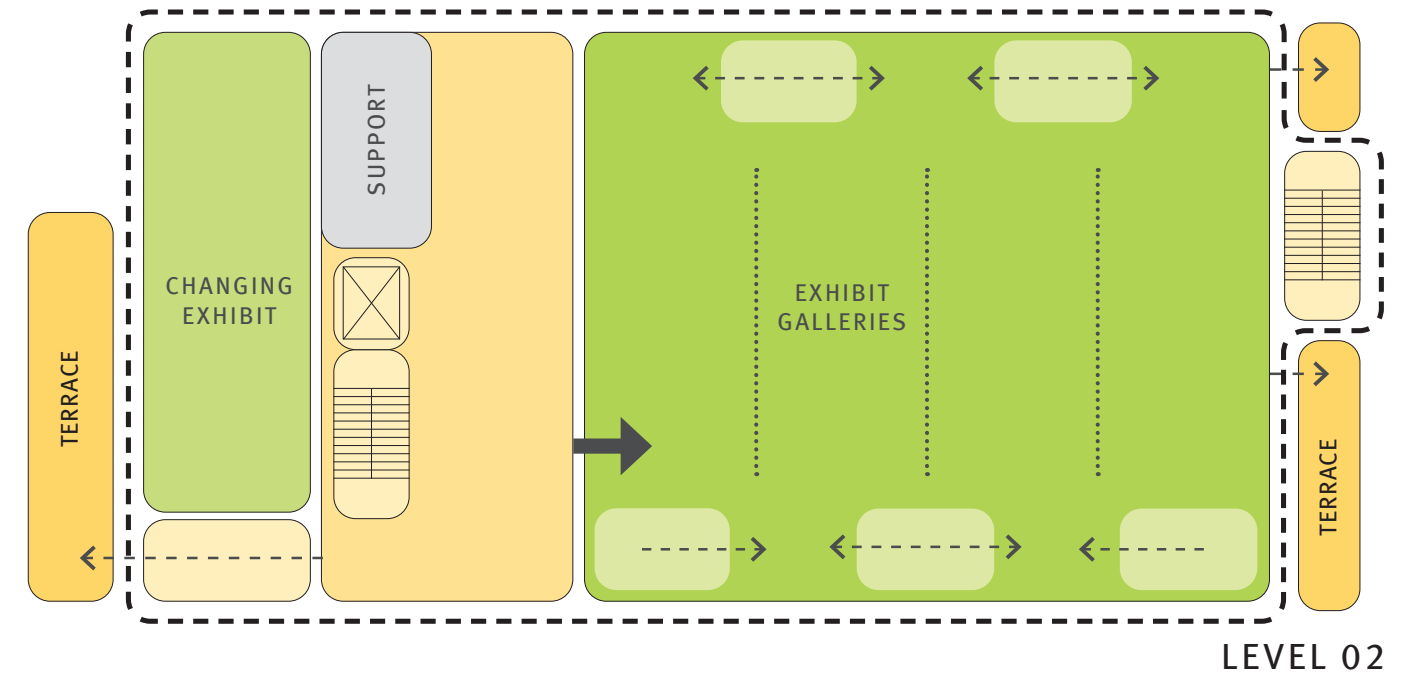 SUPPORT
CHANGING
EXHIBIT
EXHIBIT
GALLERIES
TERRACE
TERRACE
LEVEL 02